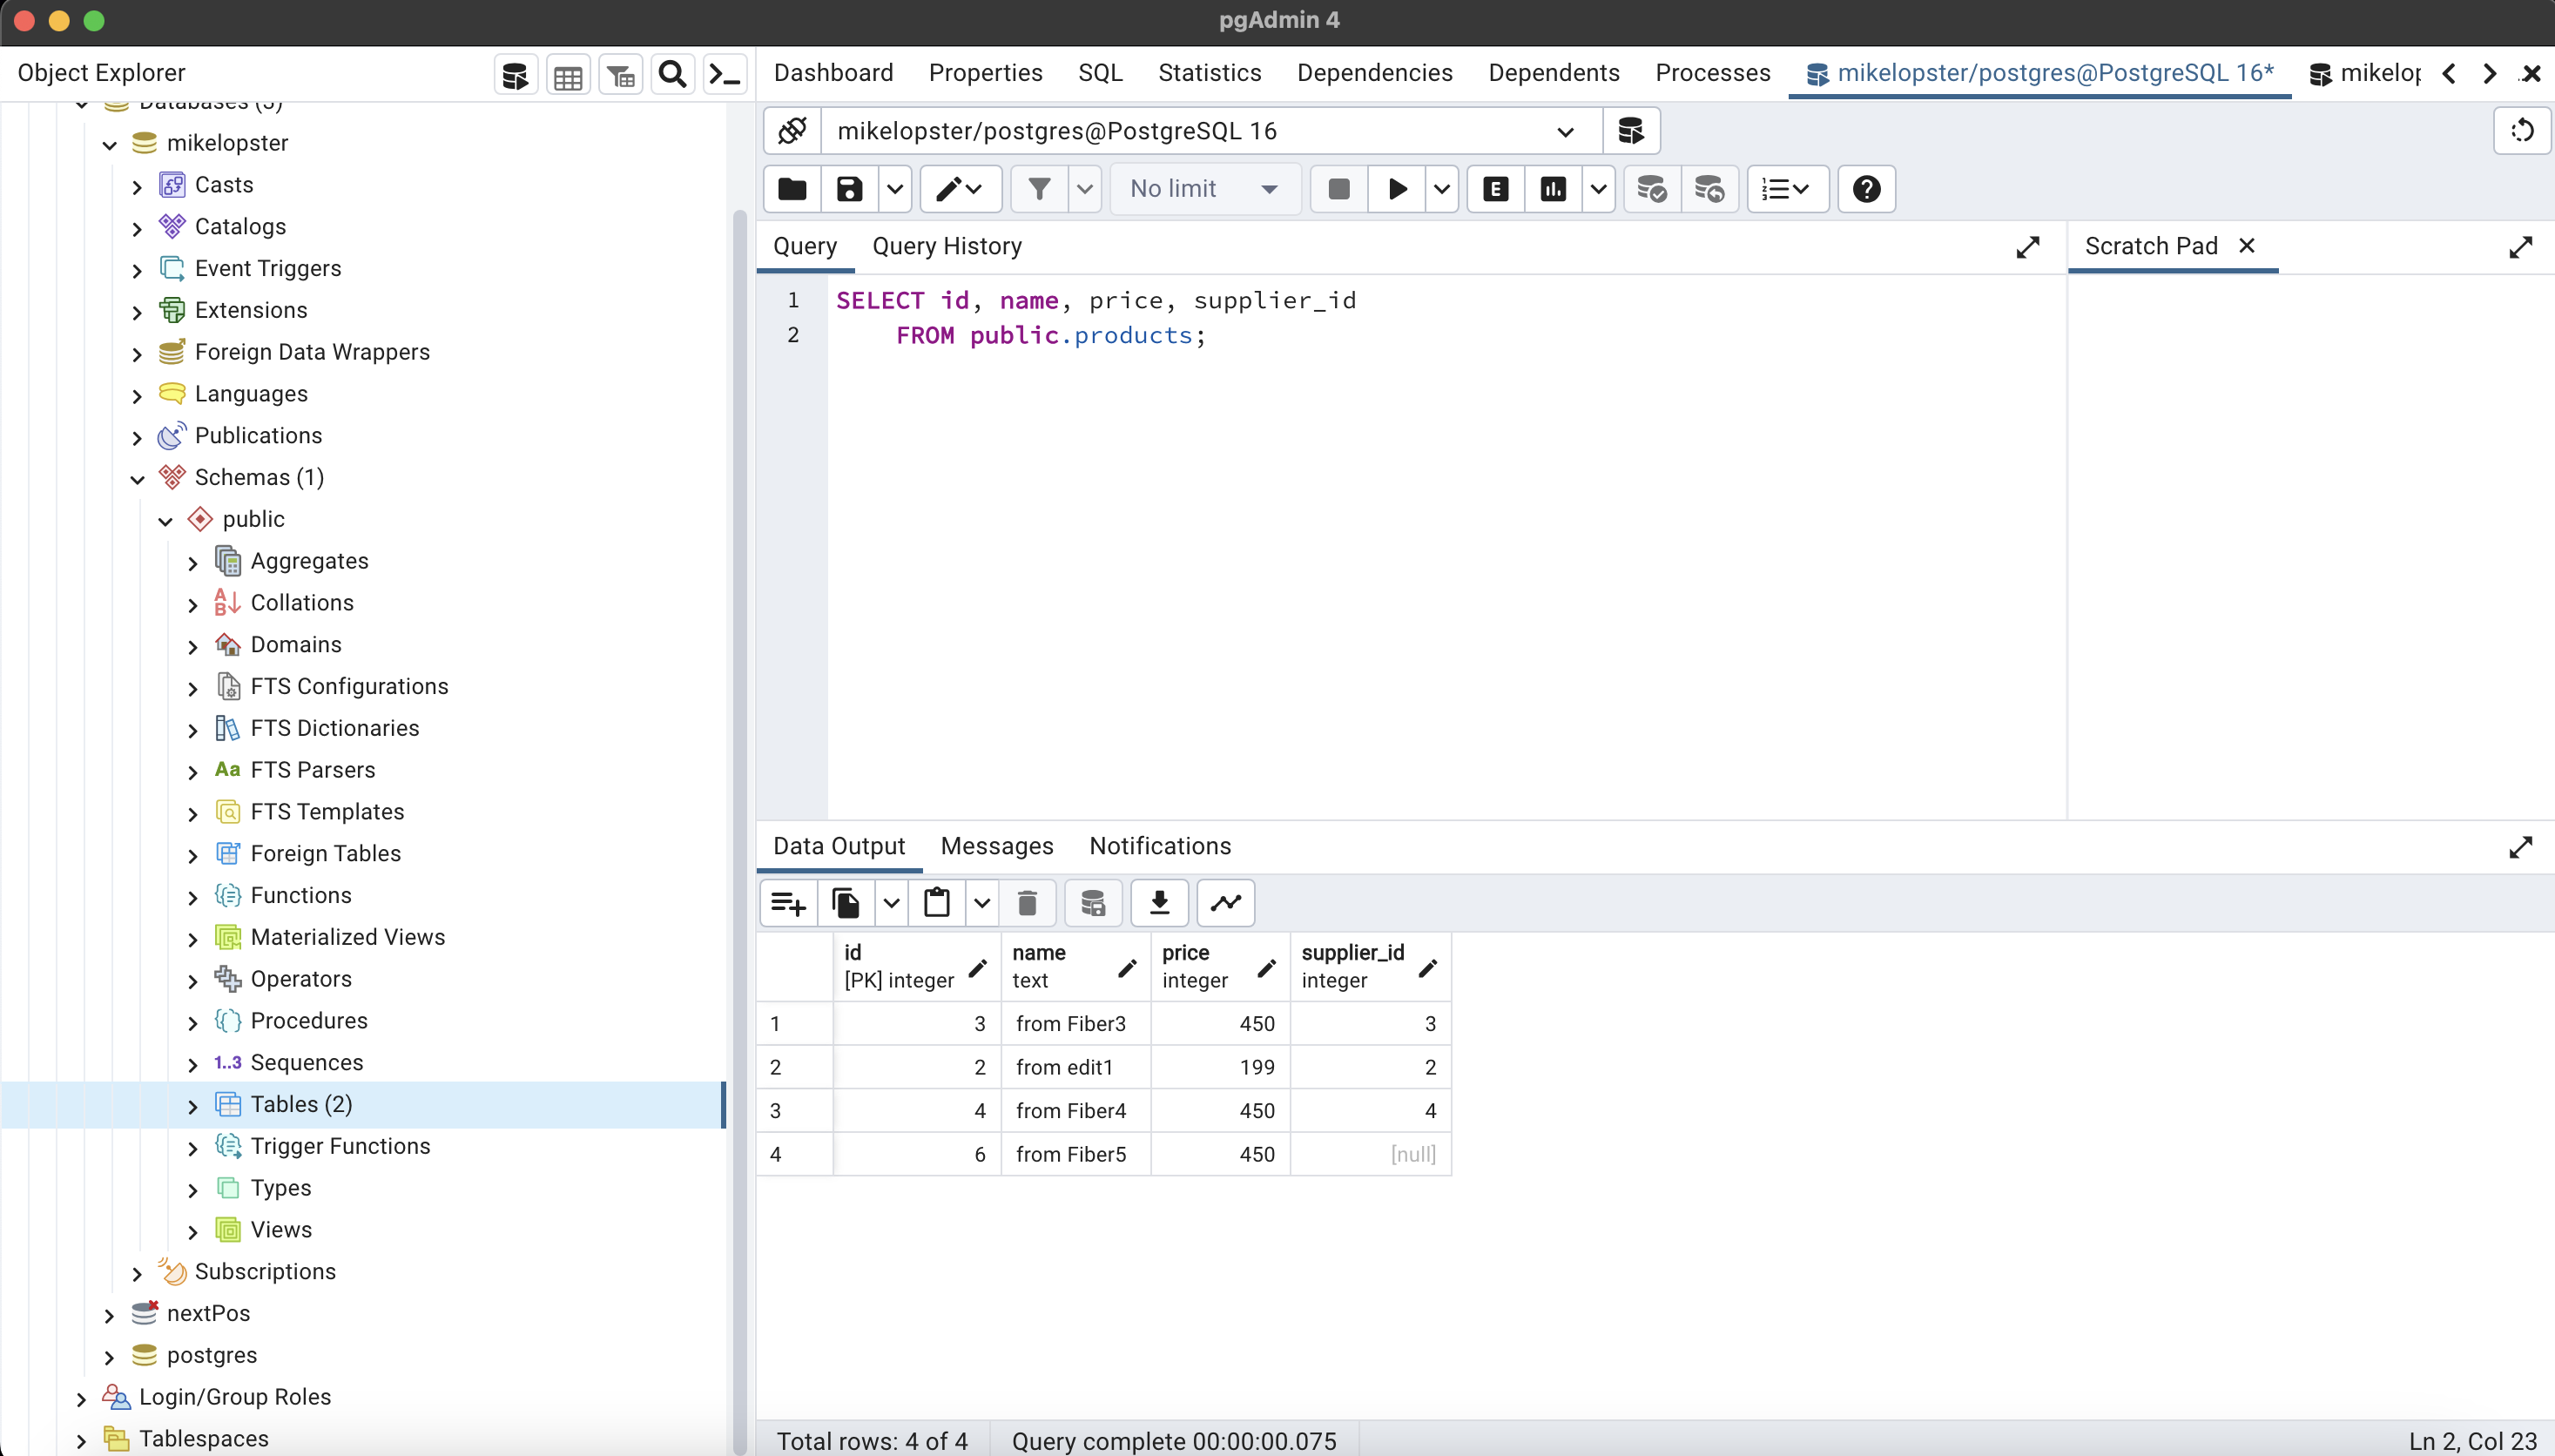 pgAdmin 4
Object Explorer
Dashboard Properties SQL Statistics Dependencies Dependents Processes mikelopster/postgres@PostgreSQL 16*
Databases (3)
mikelopster
Casts
Catalogs
Event Triggers
Extensions
Foreign Data Wrappers
Languages
Publications
Schemas (1)
public
Aggregates
Collations
Domains
FTS Configurations
FTS Dictionaries
Aa FTS Parsers
FTS Templates
Foreign Tables
Functions
Materialized Views
Operators
Procedures
1..3 Sequences
Tables (2)
Trigger Functions
Types
Views
Subscriptions
nextPos
postgres
Login/Group Roles
Tablespaces
mikelopster/postgres@PostgreSQL 16
No limit
Query Query History
Scratch Pad
1 SELECT id, name, price, supplier_id
2 FROM public.products;
Data Output Messages Notifications
id name price supplier_id
[PK] integer text integer integer
1 3 from Fiber3 450 3
2 2 from edit1 199 2
3 4 from Fiber4 450 4
4 6 from Fiber5 450 [null]
Total rows: 4 of 4 Query complete 00:00:00.075 Ln 2, Col 23